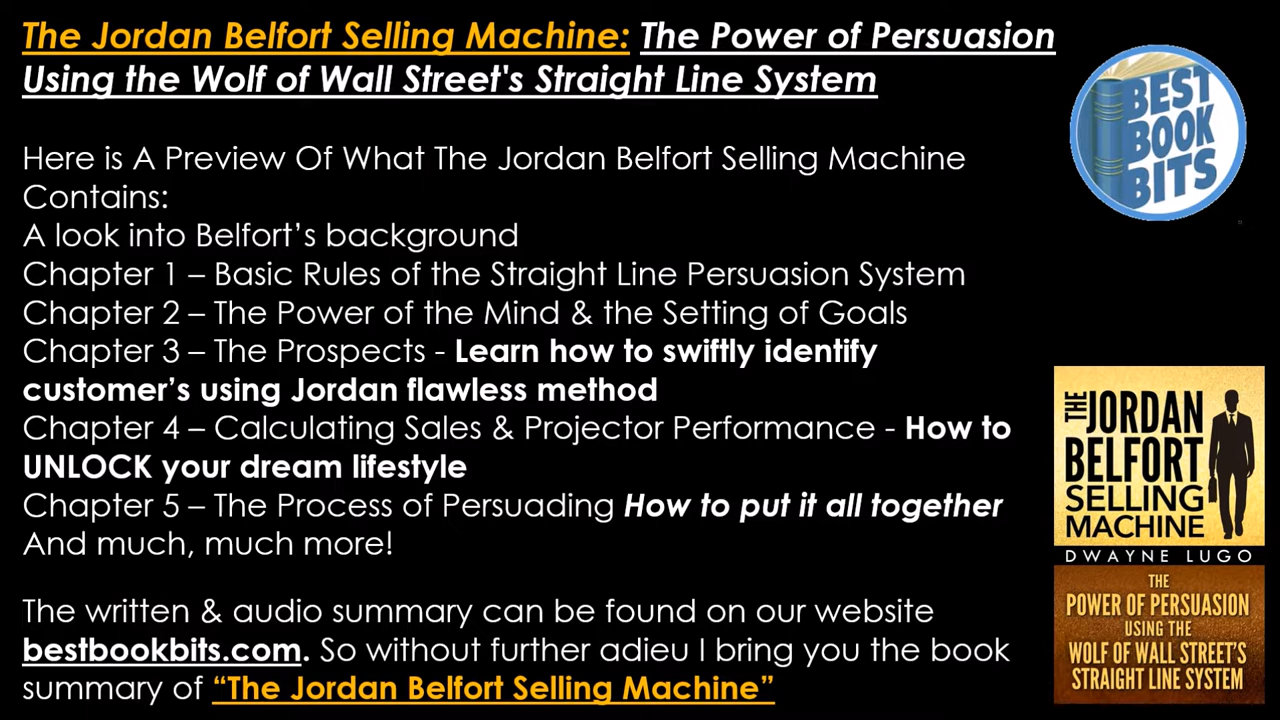 The Jordan Belfort Selling Machine: The Power of Persuasion
Using the Wolf of Wall Street's Straight Line System
BEST
BOOK
BITS
Here is A Preview Of What The Jordan Belfort Selling Machine
Contains:
A look into Belfort’s background
Chapter 1 – Basic Rules of the Straight Line Persuasion System
Chapter 2 – The Power of the Mind & the Setting of Goals
Chapter 3 – The Prospects - Learn how to swiftly identify
customer’s using Jordan flawless method
Chapter 4 – Calculating Sales & Projector Performance - How to
UNLOCK your dream lifestyle
Chapter 5 – The Process of Persuading How to put it all together
And much, much more!
The written & audio summary can be found on our website
bestbookbits.com. So without further adieu I bring you the book
summary of “The Jordan Belfort Selling Machine”
THE JORDAN
BELFORT
SELLING
MACHINE
DWAYNE LUGO
THE
POWER OF PERSUASION
USING THE
WOLF OF WALL STREET'S
STRAIGHT LINE SYSTEM